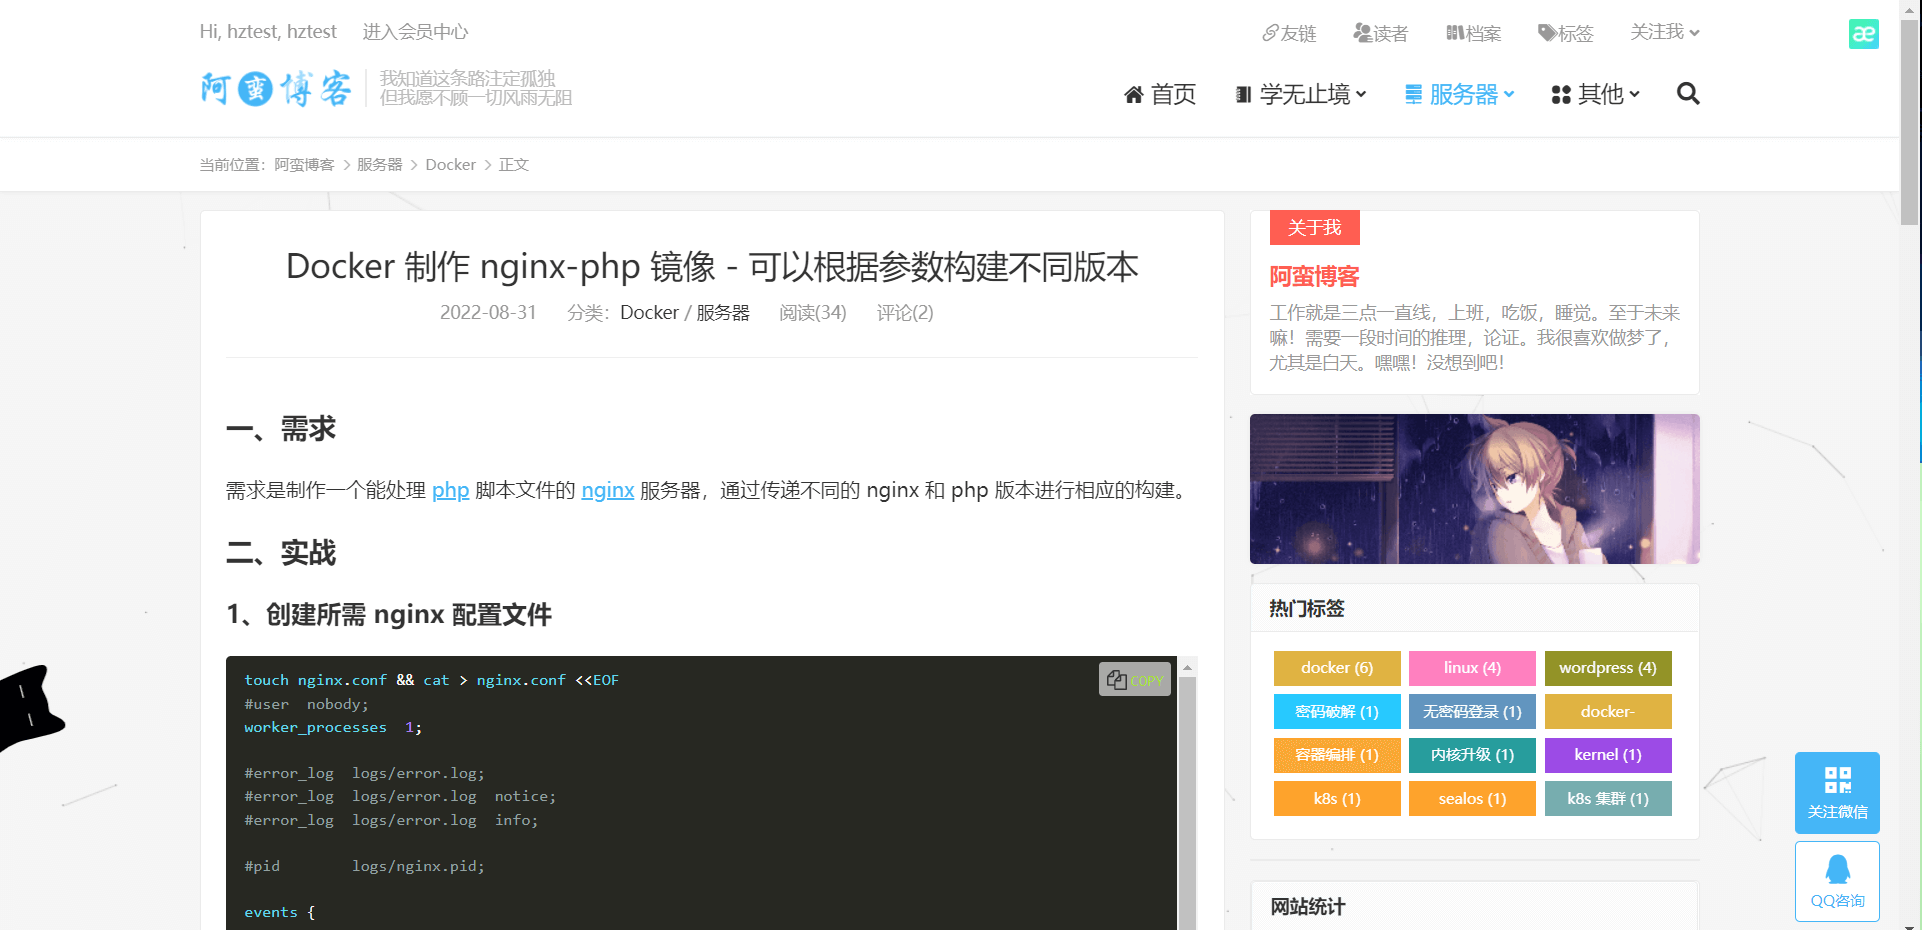 Hi, hztest, hztest 进入会员中心
友链 读者 档案 标签 关注我
阿蛮博客
我知道这条路注定孤独
但我愿不顾一切风雨无阻
首页 学无止境 服务器 其他
æ
当前位置：阿蛮博客 > 服务器 > Docker > 正文
Docker 制作 nginx-php 镜像 - 可以根据参数构建不同版本
2022-08-31 分类：Docker / 服务器 阅读(34) 评论(2)
一、需求
需求是制作一个能处理 php 脚本文件的 nginx 服务器，通过传递不同的 nginx 和 php 版本进行相应的构建。
二、实战
1、创建所需 nginx 配置文件
COPY
touch nginx.conf && cat > nginx.conf <<EOF
#user  nobody;
worker_processes  1;
#error_log  logs/error.log;
#error_log  logs/error.log  notice;
#error_log  logs/error.log  info;
#pid        logs/nginx.pid;
events {
关于我
阿蛮博客
工作就是三点一直线，上班，吃饭，睡觉。至于未来
嘛！需要一段时间的推理，论证。我很喜欢做梦了，
尤其是白天。嘿嘿！没想到吧！
热门标签
docker (6) linux (4) wordpress (4)
密码破解 (1) 无密码登录 (1) docker-
容器编排 (1) 内核升级 (1) kernel (1)
k8s (1) sealos (1) k8s 集群 (1)
网站统计
关注微信
QQ咨询